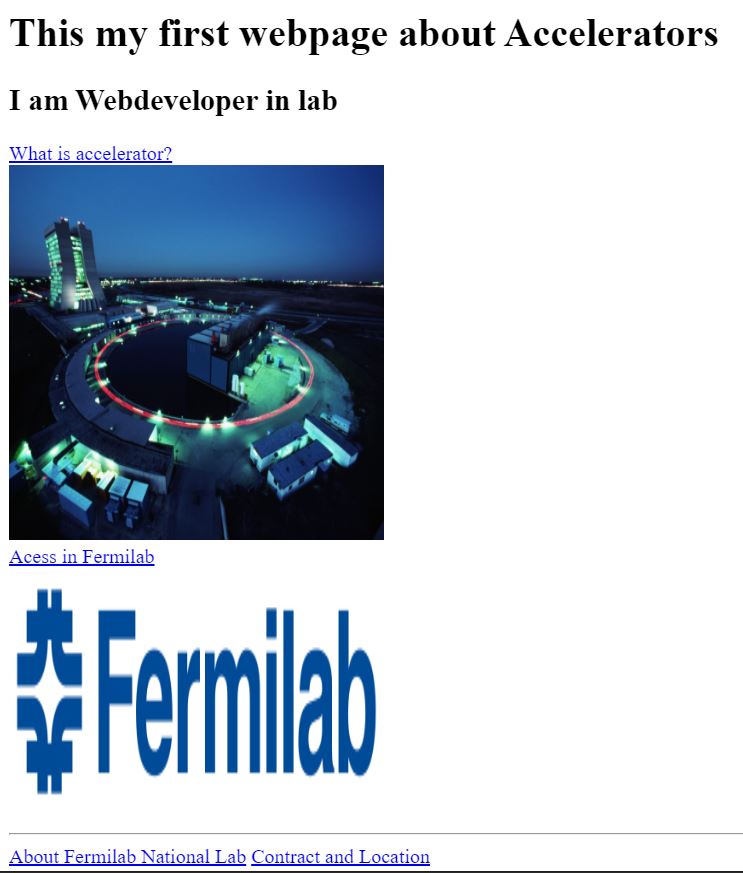 This my first webpage about Accelerators
I am Webdeveloper in lab
What is accelerator?
Acess in Fermilab
Fermilab
About Fermilab National Lab Contract and Location